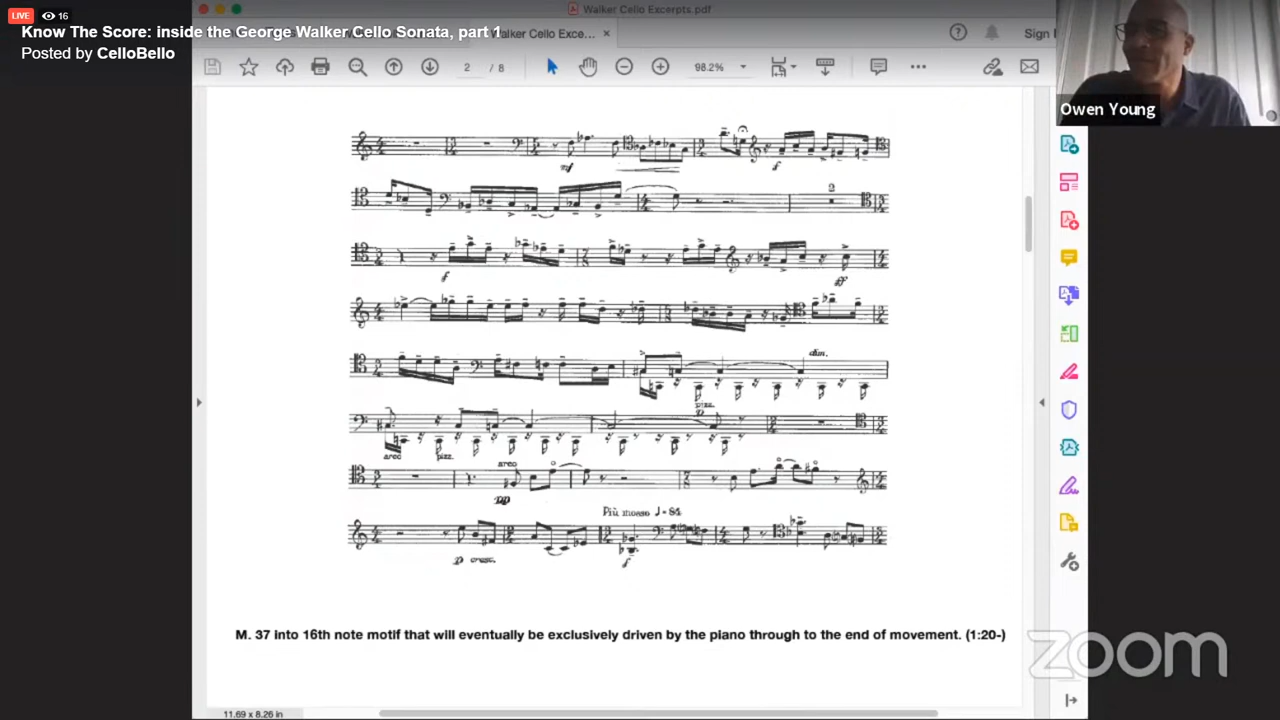 LIVE 16
Walker Cello Excerpts.pdf
Know The Score: inside the George Walker Cello Sonata, part 1
Walker Cello Exce...
Sign
Posted by CelloBello
2 / 8
98.2%
Owen Young
mf
f
2
f
ff
dim.
pizz.
p
arco
pizz.
arco
pp
Più mosso ♩=84
p cresc.
f
M. 37 into 16th note motif that will eventually be exclusively driven by the piano through to the end of movement. (1:20-)
zoom
11.69 x 8.26 in